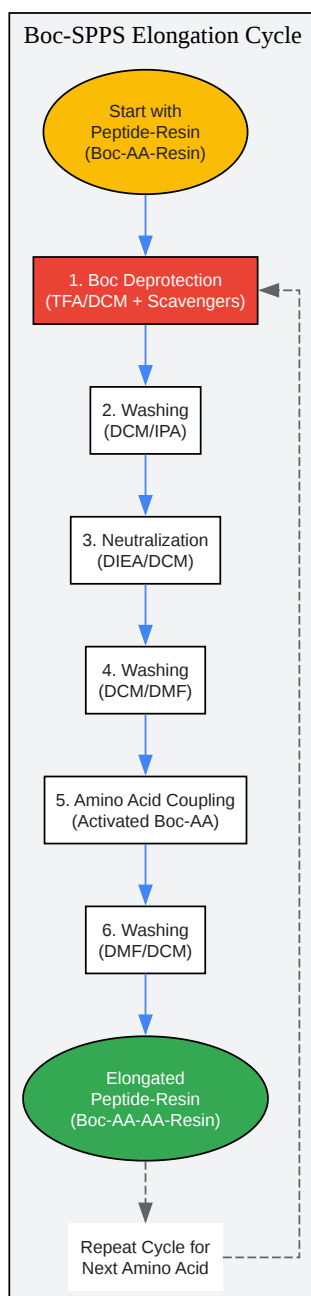 Boc-SPPS Elongation Cycle
Start with
Peptide-Resin
(Boc-AA-Resin)
1. Boc Deprotection
(TFA/DCM + Scavengers)
2. Washing
(DCM/IPA)
3. Neutralization
(DIEA/DCM)
4. Washing
(DCM/DMF)
5. Amino Acid Coupling
(Activated Boc-AA)
6. Washing
(DMF/DCM)
Elongated
Peptide-Resin
(Boc-AA-AA-Resin)
Repeat Cycle for
Next Amino Acid